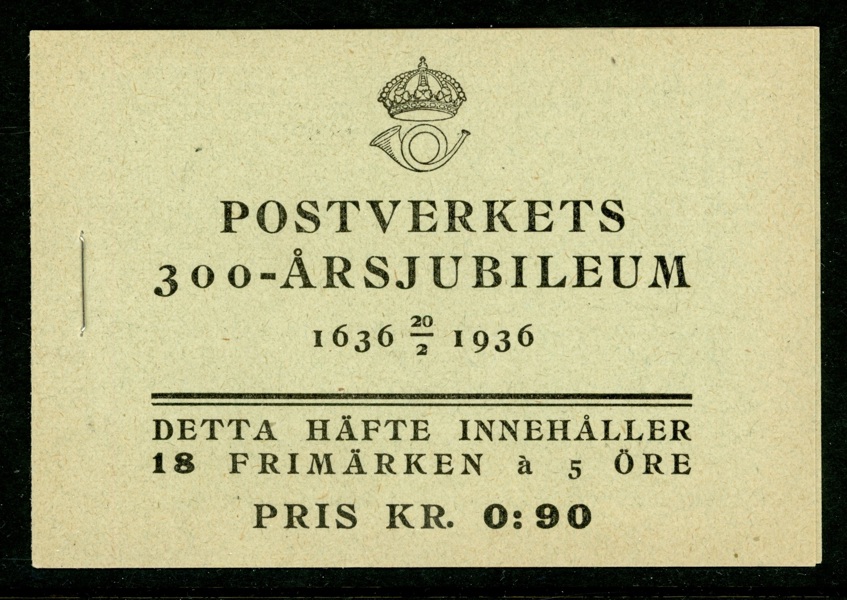 POSTVERKETS
300-ÅRSJUBILEUM
1636 20/2 1936
DETTA HÄFTE INNEHÅLLER
18 FRIMÄRKEN à 5 ÖRE
PRIS KR. 0:90